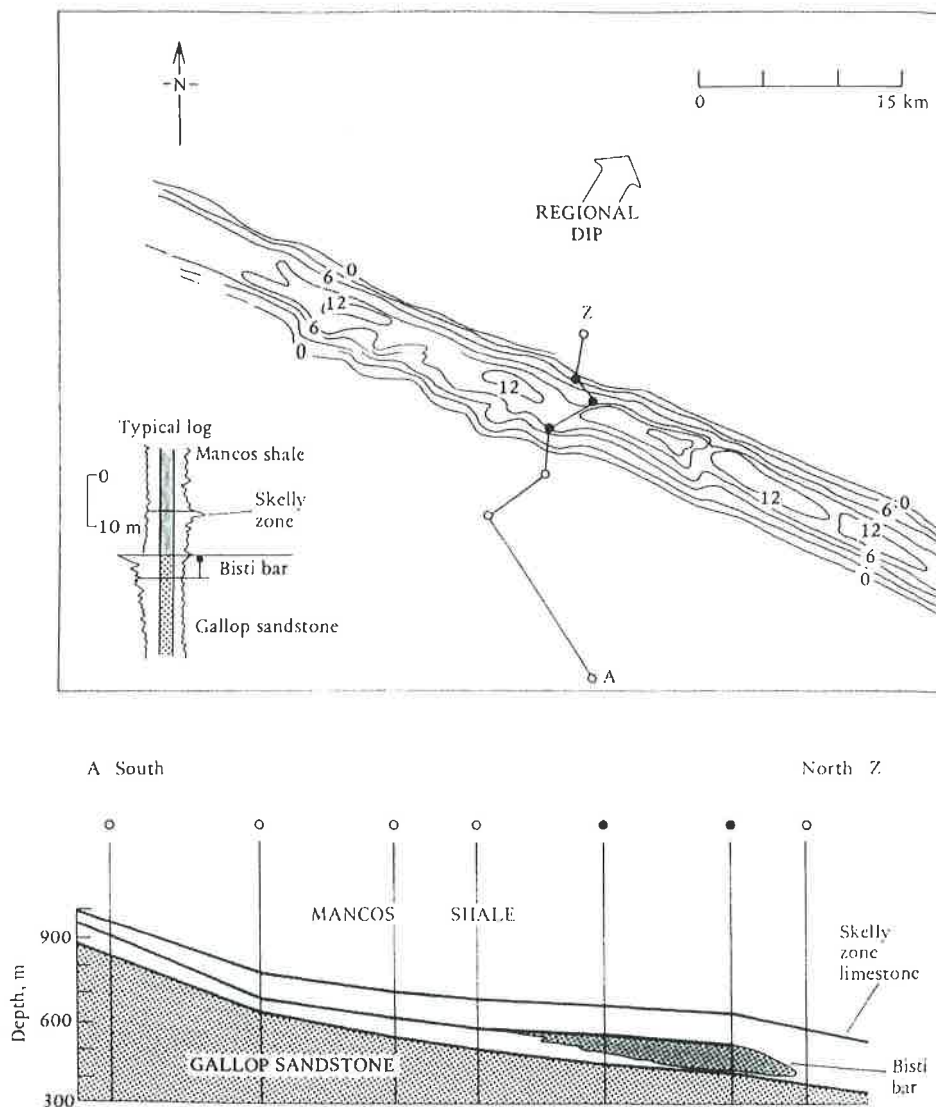 -N-
0 15 km
REGIONAL
DIP
Z
0
6
12
6
0
12
12
0
6
12
6
0
A
Typical log
Mancos shale
0
10 m
Skelly
zone
Bisti bar
Gallop sandstone
A South North Z
MANCOS SHALE
Skelly
zone
limestone
Depth, m
900
600
300
GALLOP SANDSTONE
Bisti
bar